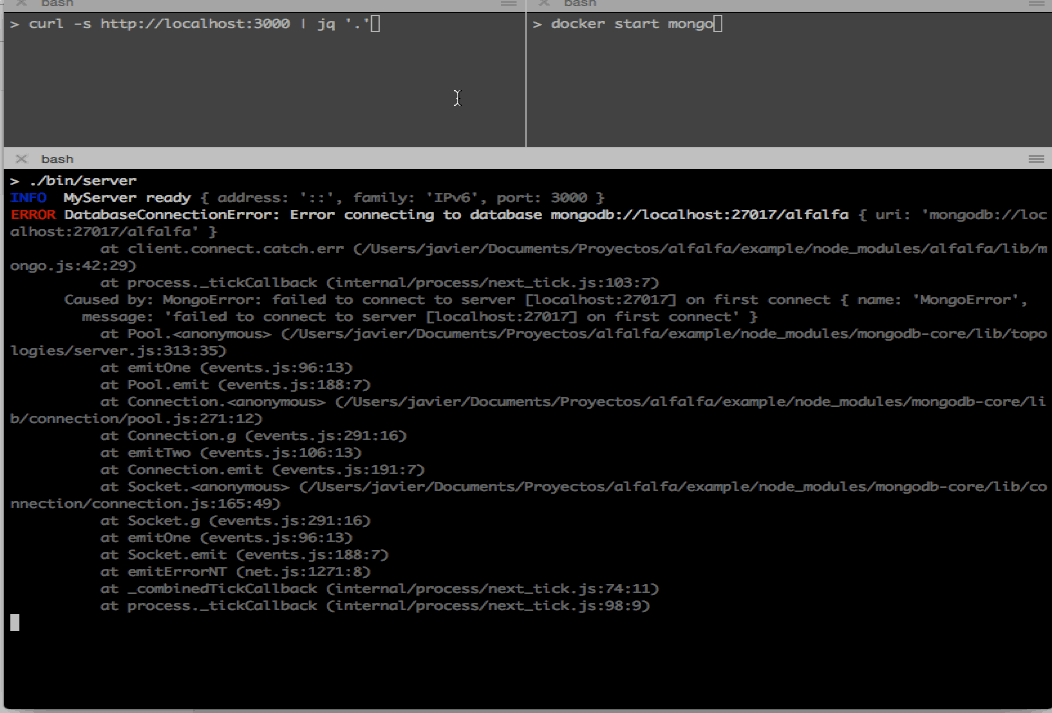 bash
bash
> curl -s http://localhost:3000 | jq '.'
> docker start mongo
bash
> ./bin/server
INFO  MyServer ready { address: '::', family: 'IPv6', port: 3000 }
ERROR DatabaseConnectionError: Error connecting to database mongodb://localhost:27017/alfalfa { uri: 'mongodb://loc
alhost:27017/alfalfa' }
at client.connect.catch.err (/Users/javier/Documents/Proyectos/alfalfa/example/node_modules/alfalfa/lib/m
ongo.js:42:29)
at process._tickCallback (internal/process/next_tick.js:103:7)
Caused by: MongoError: failed to connect to server [localhost:27017] on first connect { name: 'MongoError',
message: 'failed to connect to server [localhost:27017] on first connect' }
at Pool.<anonymous> (/Users/javier/Documents/Proyectos/alfalfa/example/node_modules/mongodb-core/lib/topo
logies/server.js:313:35)
at emitOne (events.js:96:13)
at Pool.emit (events.js:188:7)
at Connection.<anonymous> (/Users/javier/Documents/Proyectos/alfalfa/example/node_modules/mongodb-core/li
b/connection/pool.js:271:12)
at Connection.g (events.js:291:16)
at emitTwo (events.js:106:13)
at Connection.emit (events.js:191:7)
at Socket.<anonymous> (/Users/javier/Documents/Proyectos/alfalfa/example/node_modules/mongodb-core/lib/co
nnection/connection.js:165:49)
at Socket.g (events.js:291:16)
at emitOne (events.js:96:13)
at Socket.emit (events.js:188:7)
at emitErrorNT (net.js:1271:8)
at _combinedTickCallback (internal/process/next_tick.js:74:11)
at process._tickCallback (internal/process/next_tick.js:98:9)